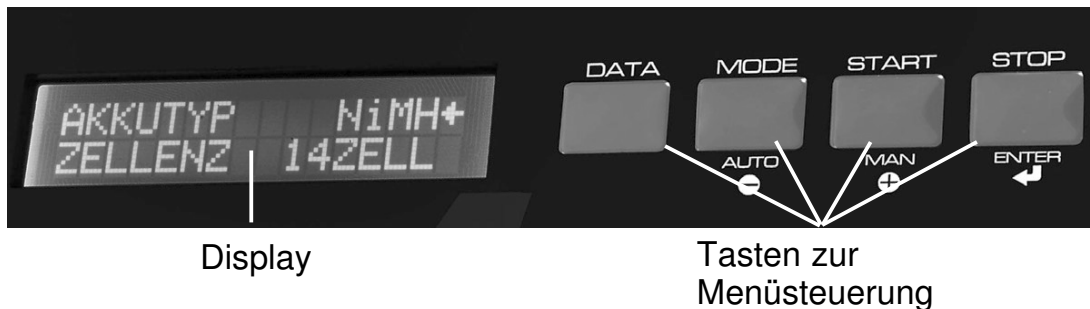 AKKUTYP NiMH
ZELLENZ 14ZELL
DATA MODE START STOP
AUTO MAN ENTER
Display
Tasten zur
Menüsteuerung